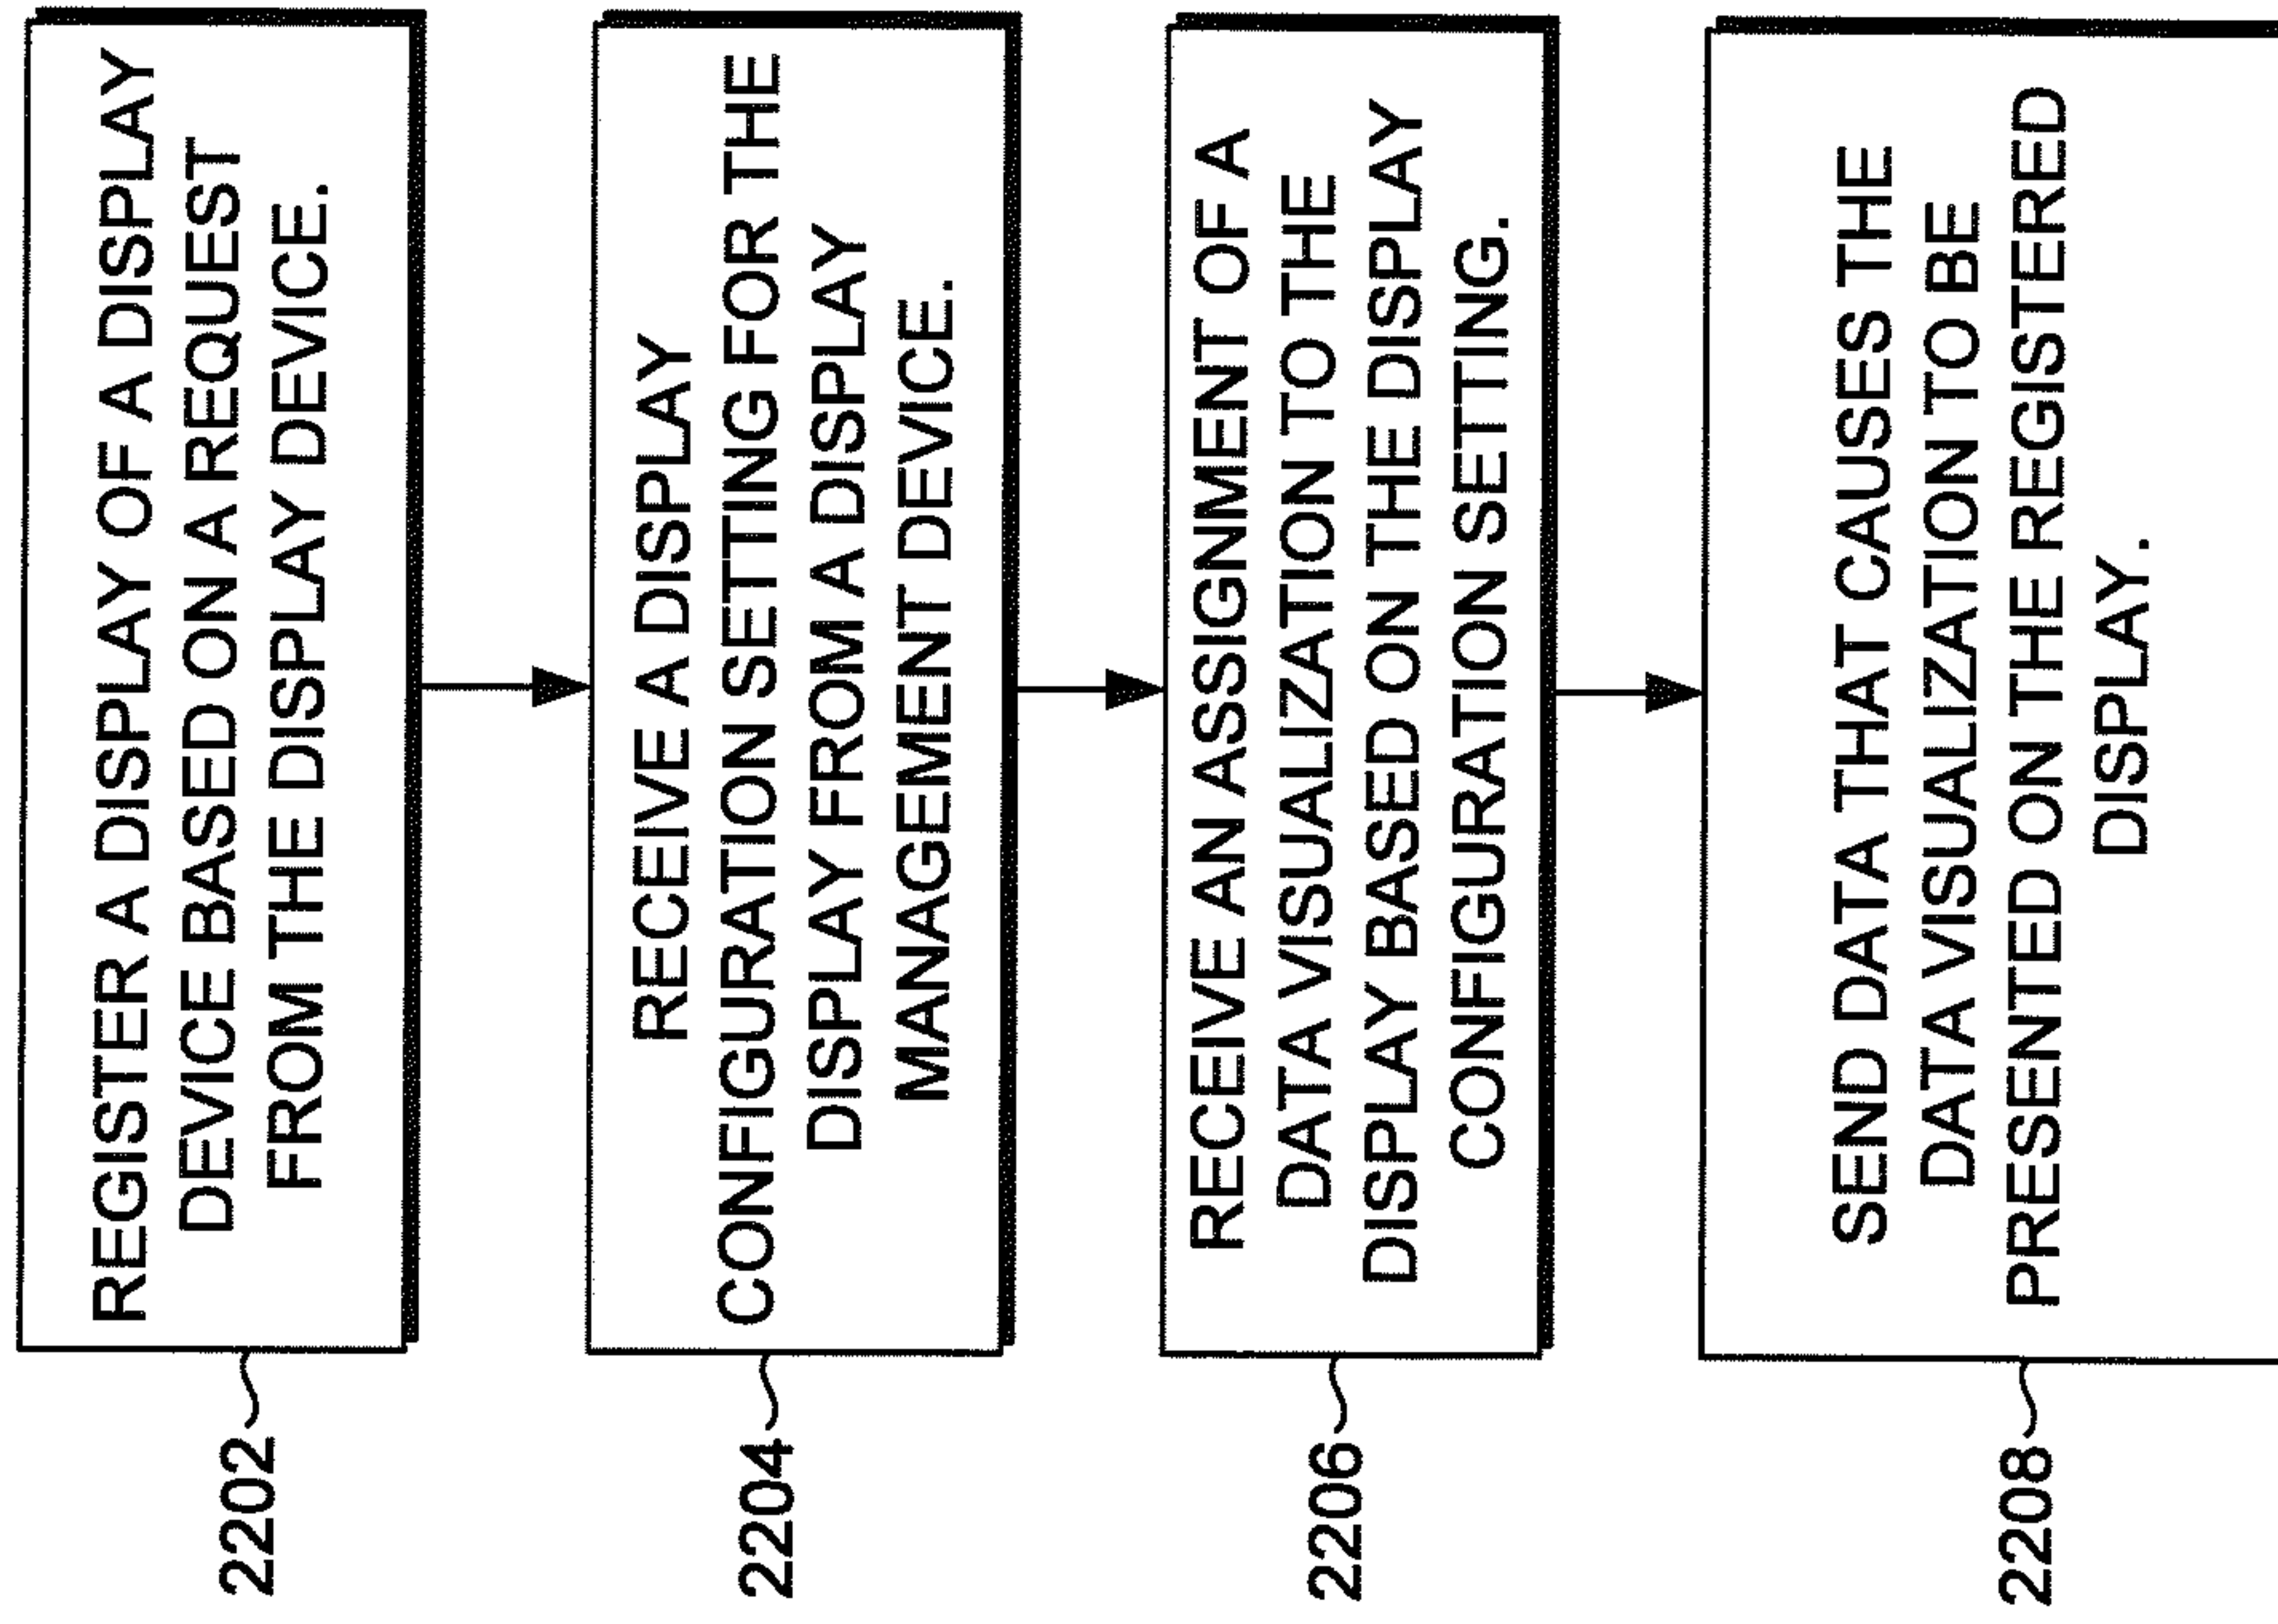 REGISTER A DISPLAY OF A DISPLAY
DEVICE BASED ON A REQUEST
FROM THE DISPLAY DEVICE.
2202
RECEIVE A DISPLAY
CONFIGURATION SETTING FOR THE
DISPLAY FROM A DISPLAY
MANAGEMENT DEVICE.
2204
RECEIVE AN ASSIGNMENT OF A
DATA VISUALIZATION TO THE
DISPLAY BASED ON THE DISPLAY
CONFIGURATION SETTING.
2206
SEND DATA THAT CAUSES THE
DATA VISUALIZATION TO BE
PRESENTED ON THE REGISTERED
DISPLAY.
2208